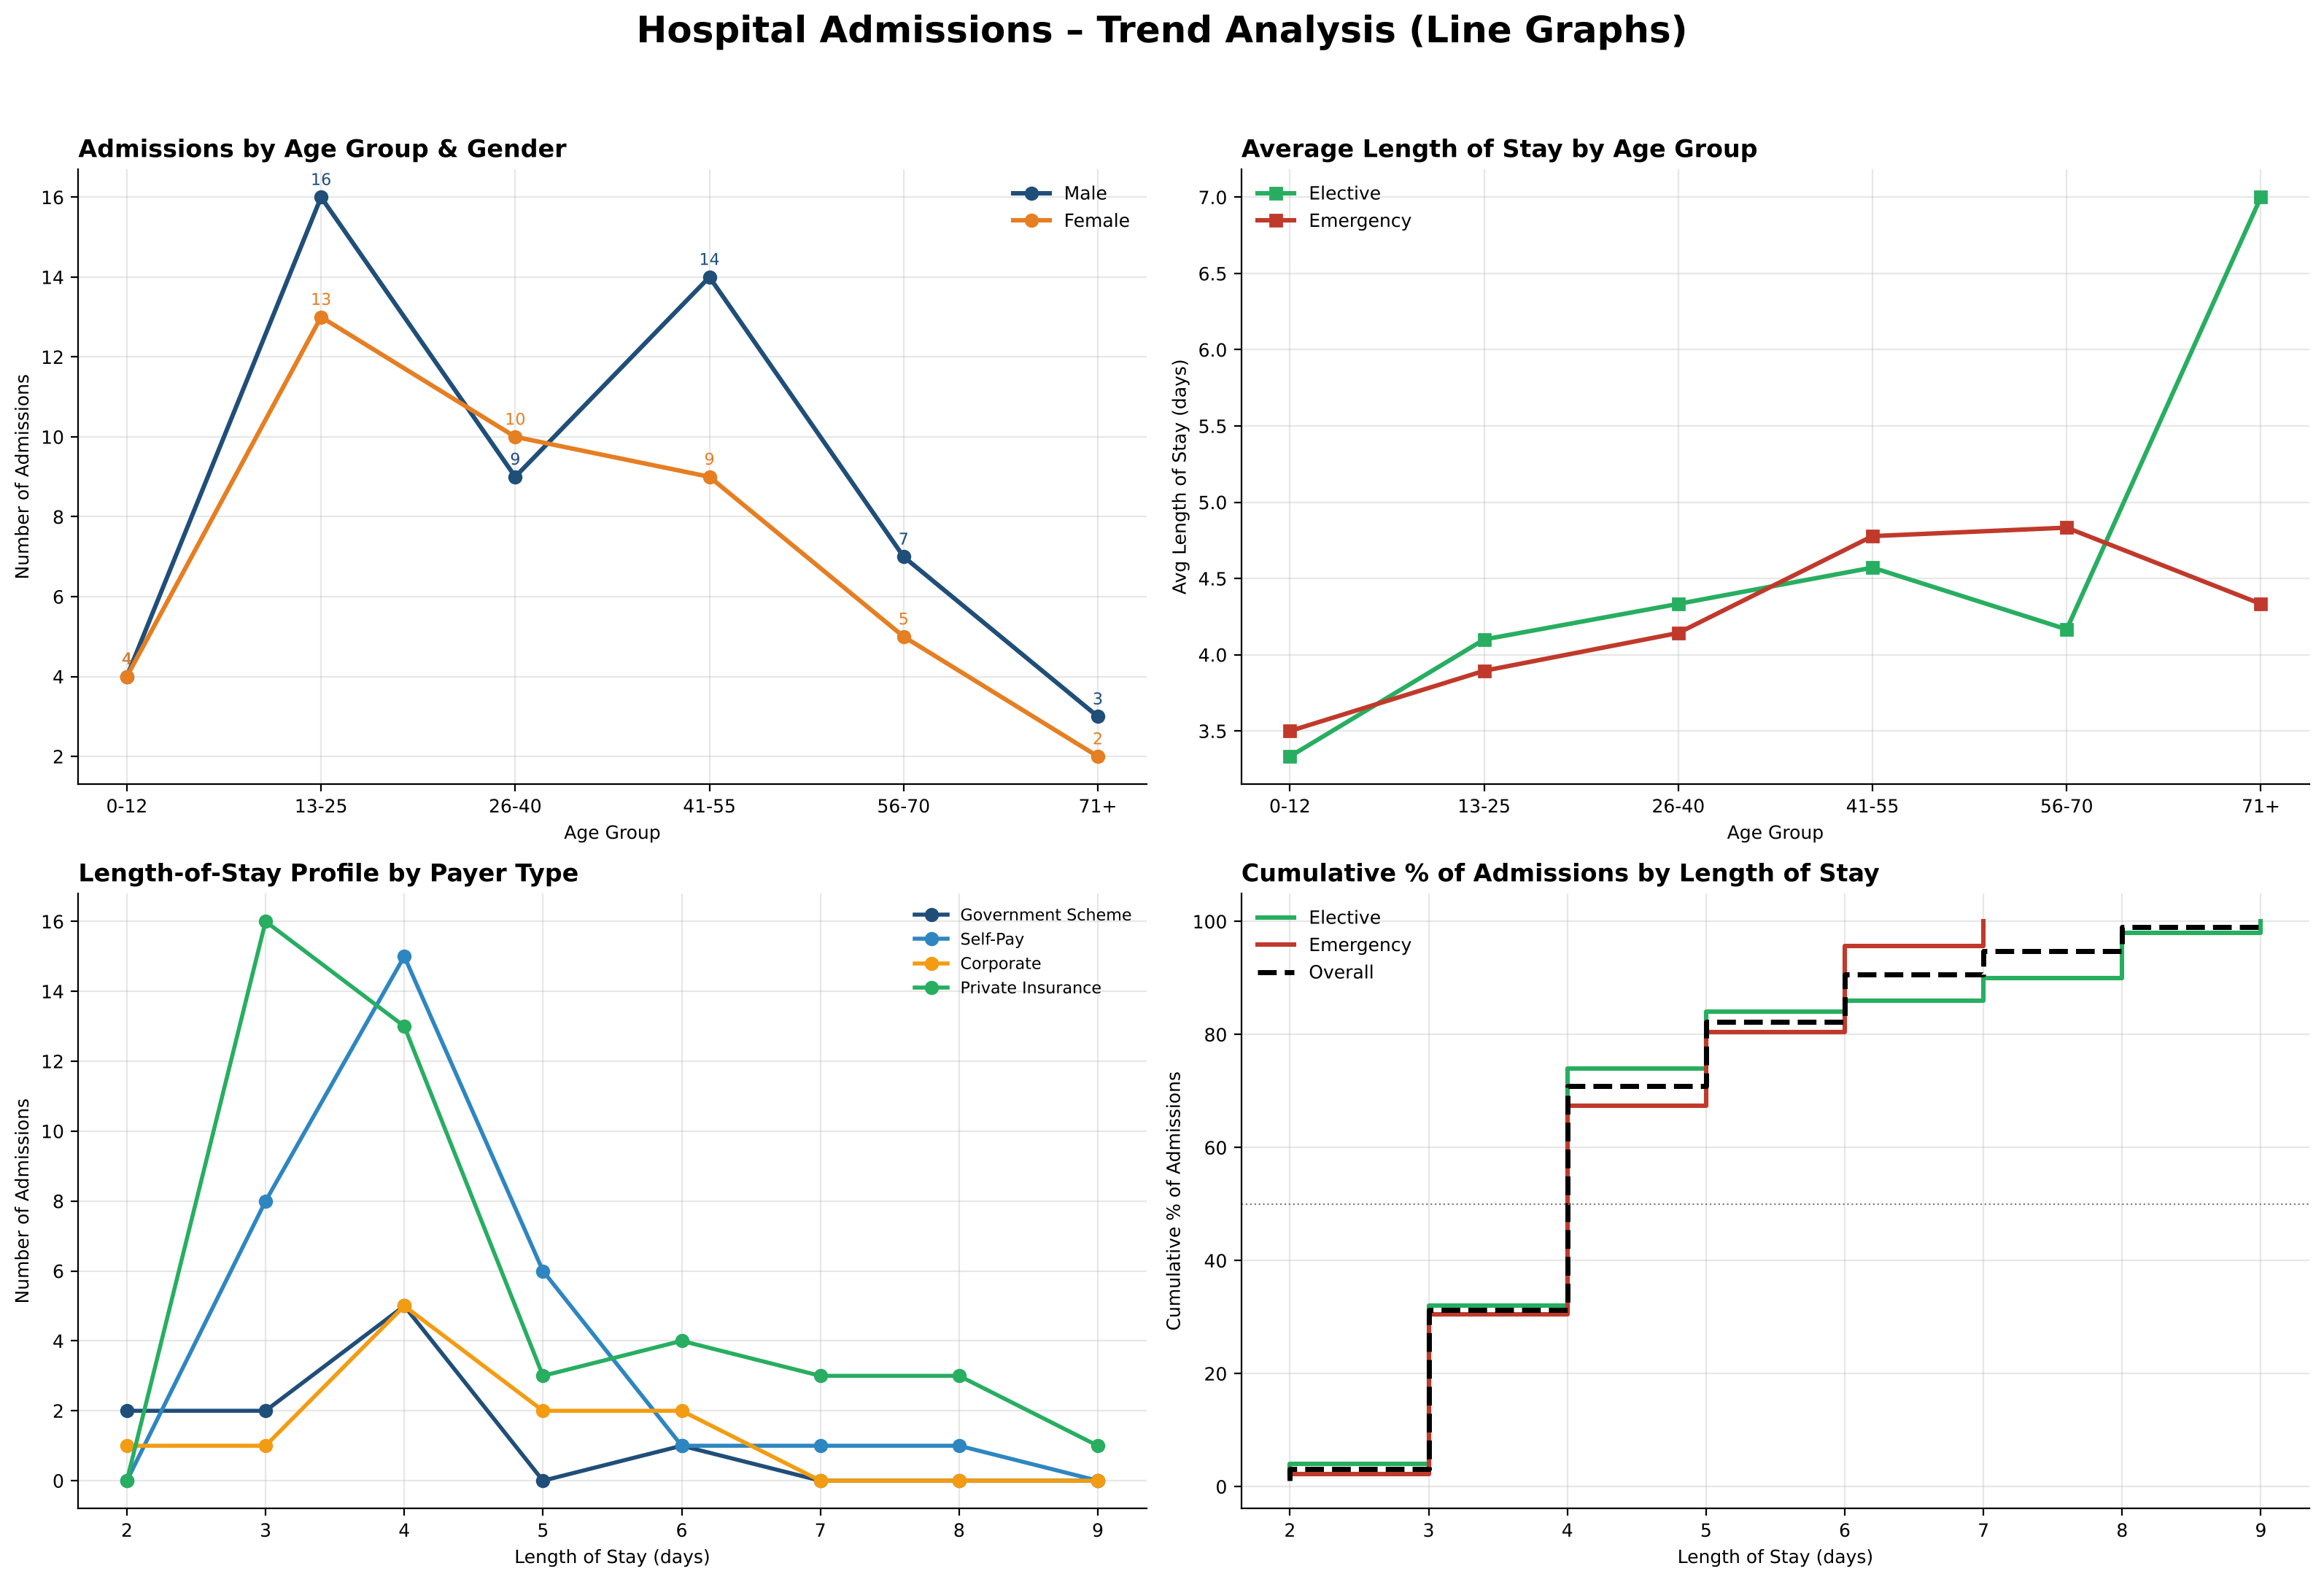 Hospital Admissions – Trend Analysis (Line Graphs)
Admissions by Age Group & Gender
Male
Female
Number of Admissions
16
14
12
10
8
6
4
2
4
4
16
13
10
9
14
9
7
5
3
2
0-12
13-25
26-40
41-55
56-70
71+
Age Group
Average Length of Stay by Age Group
Elective
Emergency
Avg Length of Stay (days)
7.0
6.5
6.0
5.5
5.0
4.5
4.0
3.5
0-12
13-25
26-40
41-55
56-70
71+
Age Group
Length-of-Stay Profile by Payer Type
Government Scheme
Self-Pay
Corporate
Private Insurance
Number of Admissions
16
14
12
10
8
6
4
2
0
2
3
4
5
6
7
8
9
Length of Stay (days)
Cumulative % of Admissions by Length of Stay
Elective
Emergency
Overall
Cumulative % of Admissions
100
80
60
40
20
0
2
3
4
5
6
7
8
9
Length of Stay (days)